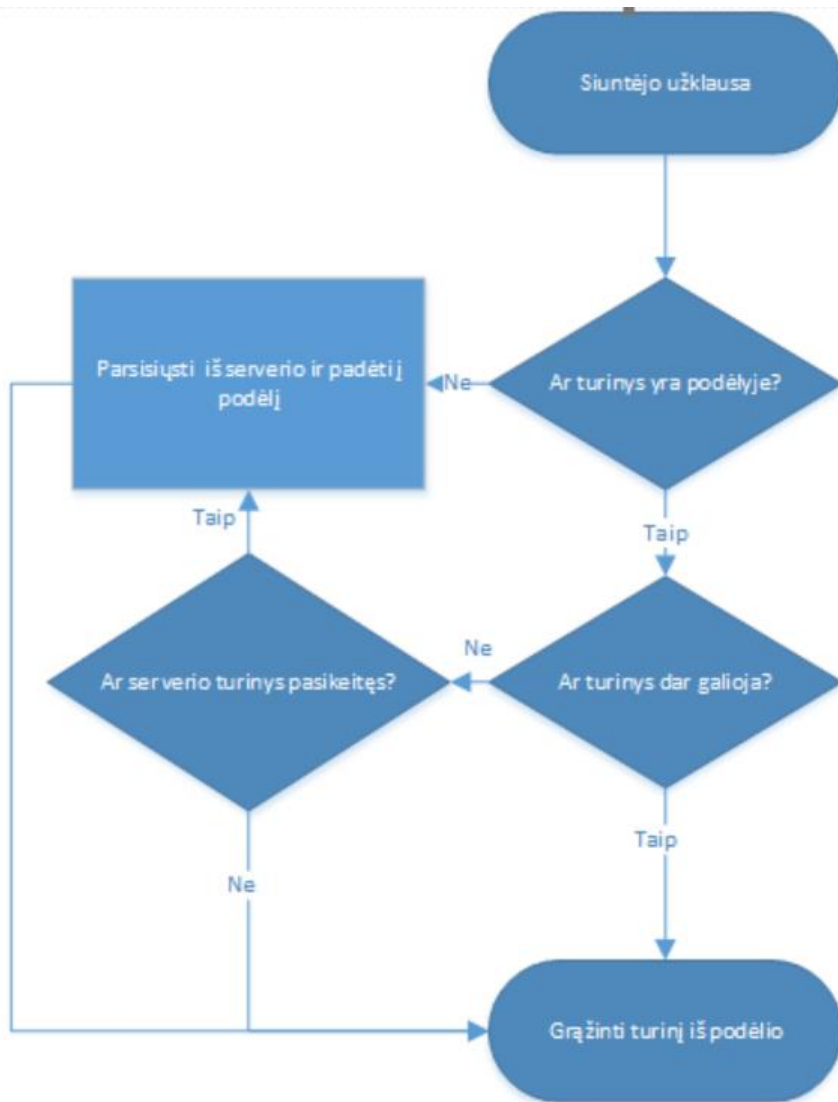 Siuntėjo užklausa
Parsisiųsti iš serverio ir padėti į
podėlį
Ne
Ar turinys yra podėlyje?
Taip
Taip
Ar serverio turinys pasikeitęs?
Ne
Ar turinys dar galioja?
Taip
Ne
Grąžinti turinį iš podėlio